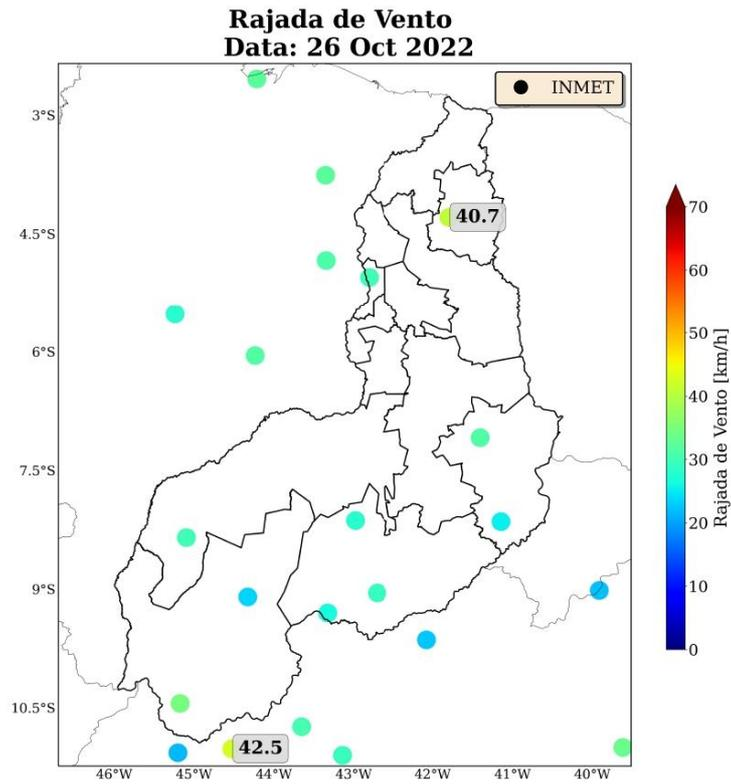 Rajada de Vento
Data: 26 Oct 2022
INMET
3°S
4.5°S
6°S
7.5°S
9°S
10.5°S
40.7
42.5
46°W 45°W 44°W 43°W 42°W 41°W 40°W
70
60
50
40
30
20
10
0
Rajada de Vento [km/h]